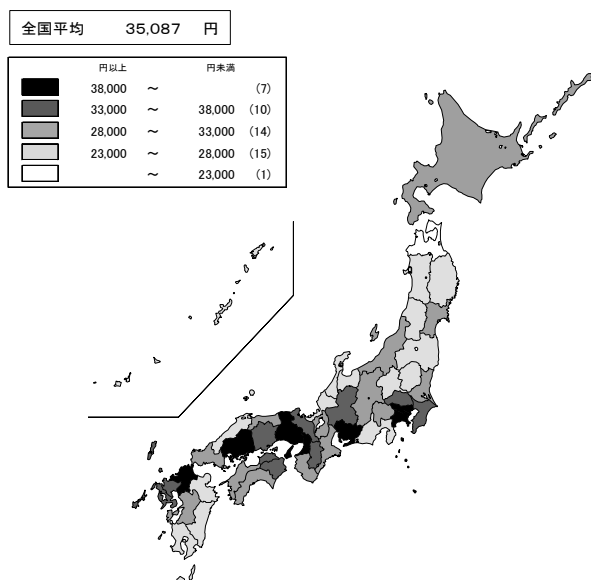 全国平均 35,087 円
円以上 円未満
38,000 ～ (7)
33,000 ～ 38,000 (10)
28,000 ～ 33,000 (14)
23,000 ～ 28,000 (15)
～ 23,000 (1)